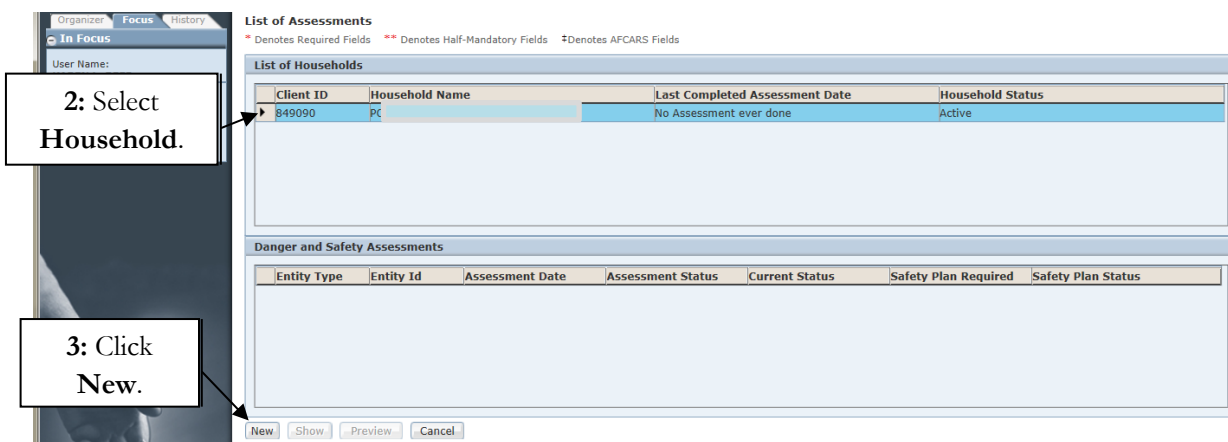 Organizer Focus History
In Focus
User Name:
2: Select
Household.
3: Click
New.
List of Assessments
* Denotes Required Fields ** Denotes Half-Mandatory Fields ‡Denotes AFCARS Fields
List of Households
Client ID Household Name Last Completed Assessment Date Household Status
849090 No Assessment ever done Active
Danger and Safety Assessments
Entity Type Entity Id Assessment Date Assessment Status Current Status Safety Plan Required Safety Plan Status
New Show Preview Cancel